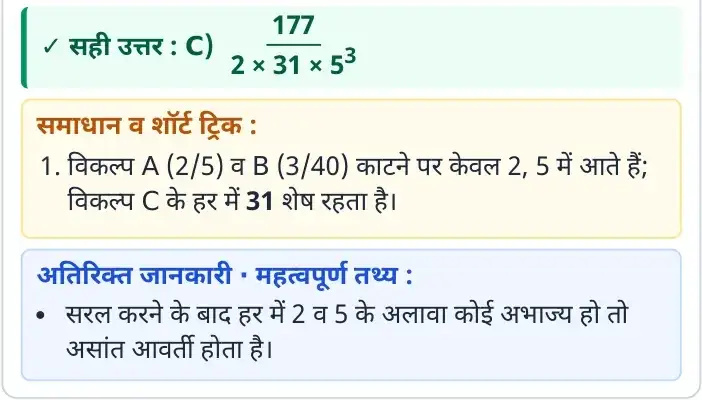 ✓ सही उत्तर : C) 177 / 2 × 31 × 5³
समाधान व शॉर्ट ट्रिक :
1. विकल्प A (2/5) व B (3/40) काटने पर केवल 2, 5 में आते हैं;
विकल्प C के हर में 31 शेष रहता है।
अतिरिक्त जानकारी · महत्वपूर्ण तथ्य :
• सरल करने के बाद हर में 2 व 5 के अलावा कोई अभाज्य हो तो
असांत आवर्ती होता है।